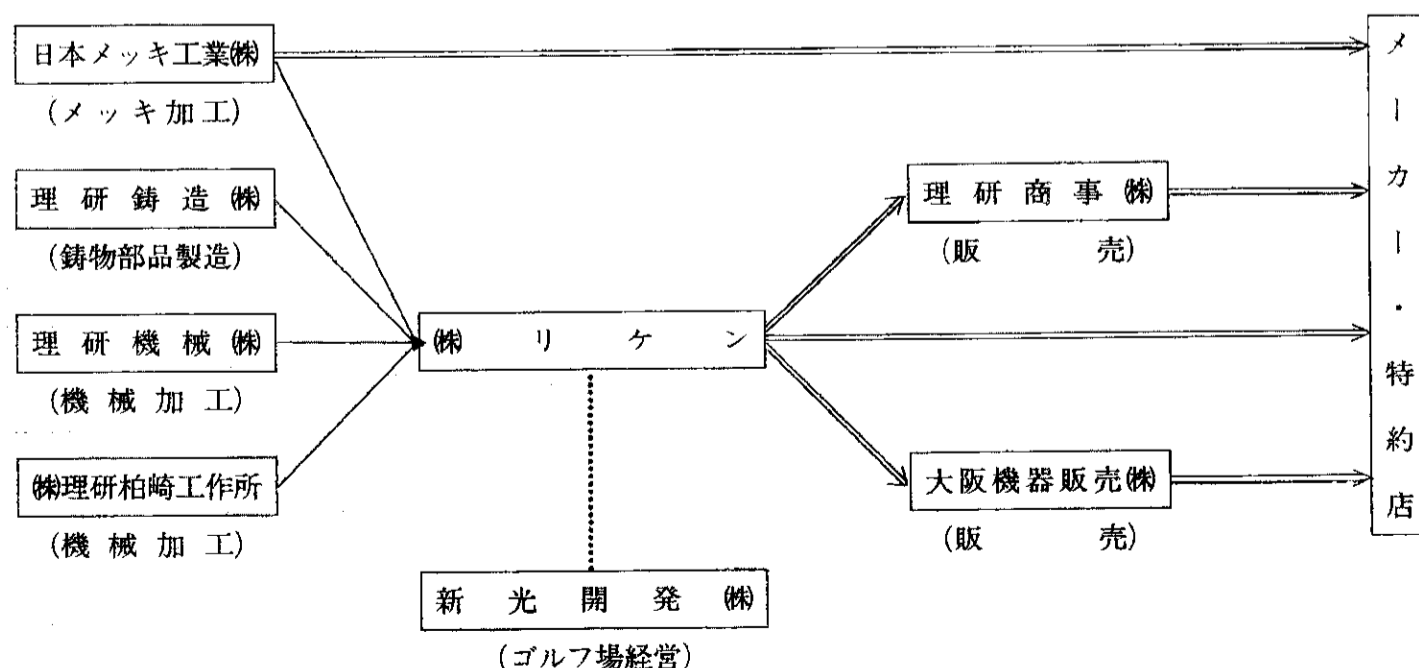 日本メッキ工業㈱
(メッキ加工)
理研鋳造㈱
(鋳物部品製造)
理研機械㈱
(機械加工)
㈱理研柏崎工作所
(機械加工)
㈱リケン
新光開発㈱
(ゴルフ場経営)
理研商事㈱
(販売)
大阪機器販売㈱
(販売)
メーカー・特約店